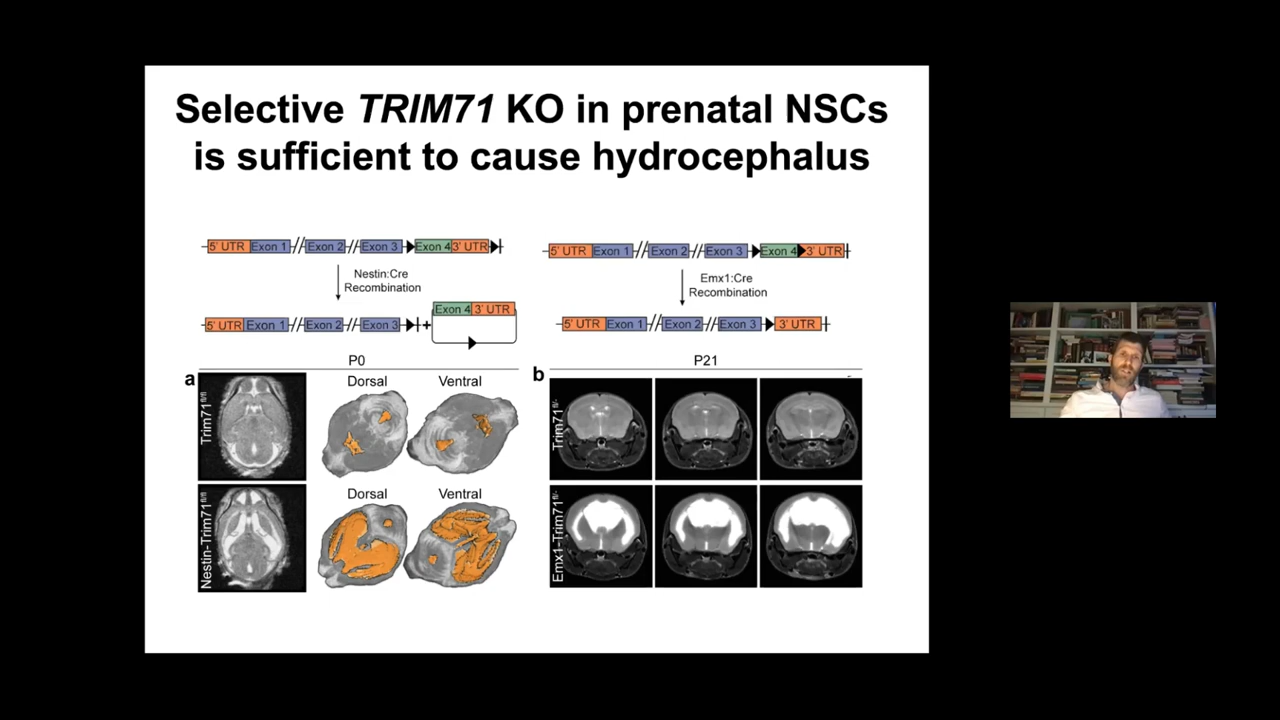 Selective TRIM71 KO in prenatal NSCs
is sufficient to cause hydrocephalus
5' UTR Exon 1 // Exon 2 // Exon 3 Exon 4 3' UTR
Nestin:Cre
Recombination
5' UTR Exon 1 // Exon 2 // Exon 3 + Exon 4 3' UTR
5' UTR Exon 1 // Exon 2 // Exon 3 Exon 4 3' UTR
Emx1:Cre
Recombination
5' UTR Exon 1 // Exon 2 // Exon 3 3' UTR
P0
a
Trim71fl/fl
Dorsal Ventral
Nestin-Trim71fl/fl
Dorsal Ventral
P21
b
Trim71fl/-
Emx1-Trim71fl/-